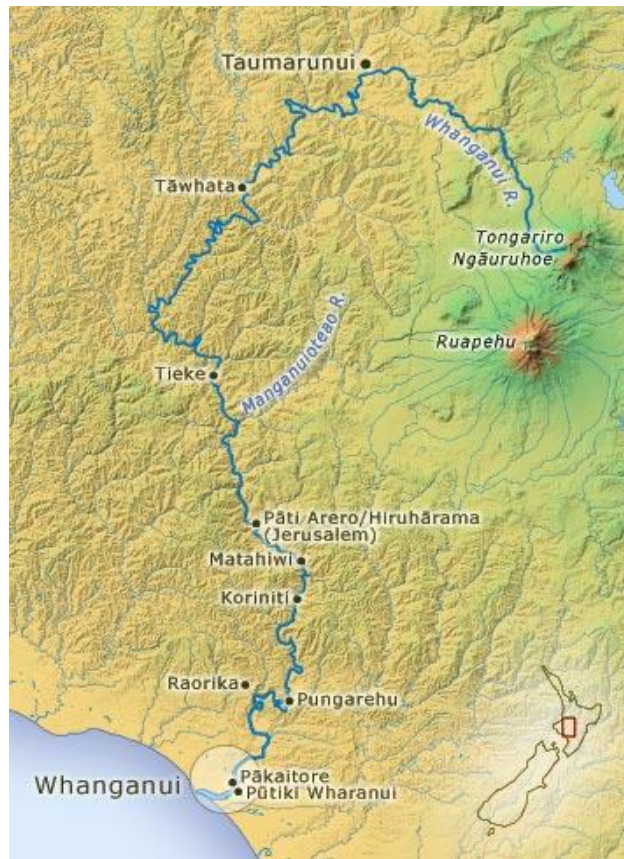 Taumarunui
Whanganui R.
Tāwhata
Tongariro
Ngāuruhoe
Ruapehu
Manganuioteao R.
Tieke
Pāti Arero/Hiruhārama
(Jerusalem)
Matahiwi
Koriniti
Raorika
Pungarehu
Whanganui
Pākaitore
Pūtiki Wharanui